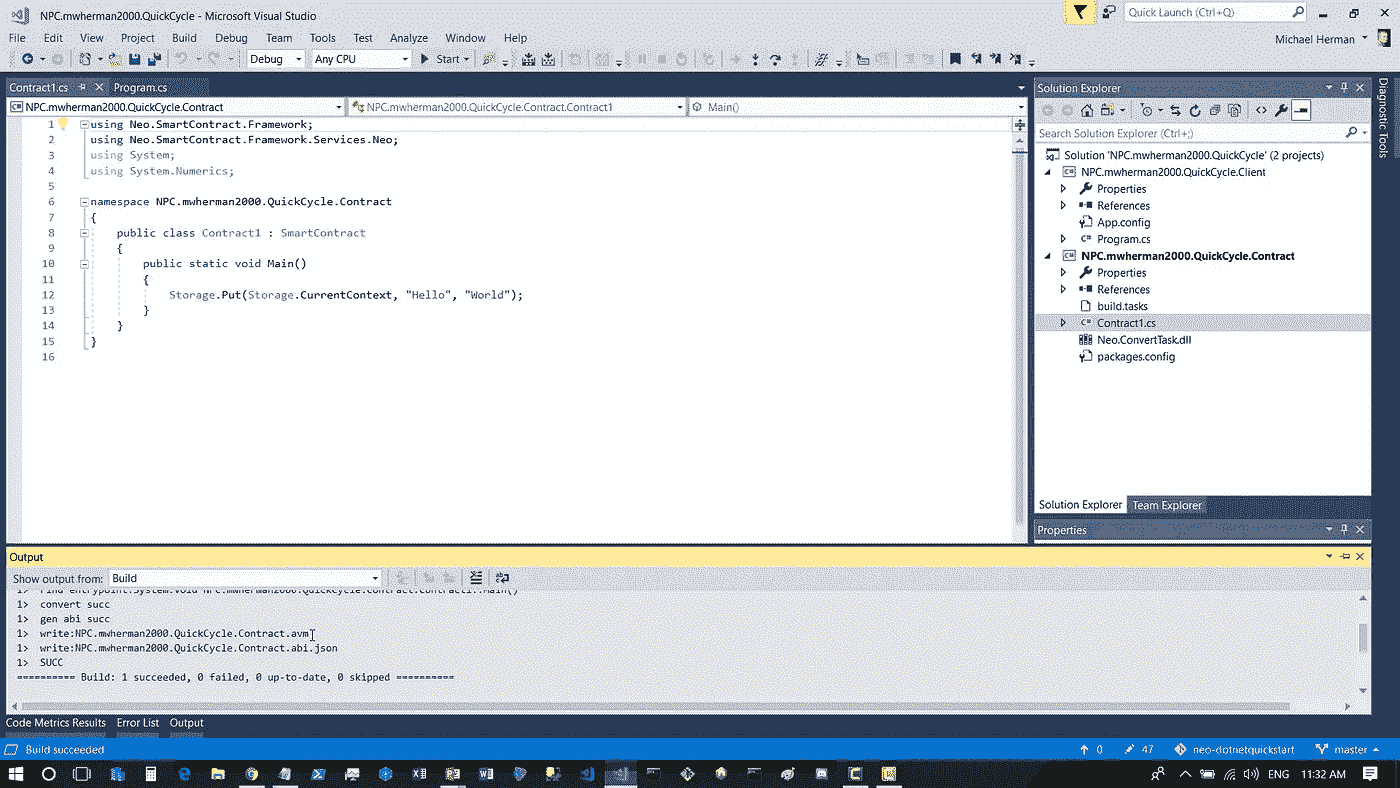 NPC.mwherman2000.QuickCycle - Microsoft Visual Studio
Quick Launch (Ctrl+Q)
File Edit View Project Build Debug Team Tools Test Analyze Window Help
Michael Herman
Debug Any CPU Start
Contract1.cs Program.cs
NPC.mwherman2000.QuickCycle.Contract NPC.mwherman2000.QuickCycle.Contract.Contract1 Main()
1 using Neo.SmartContract.Framework;
2 using Neo.SmartContract.Framework.Services.Neo;
3 using System;
4 using System.Numerics;
5
6 namespace NPC.mwherman2000.QuickCycle.Contract
7 {
8 public class Contract1 : SmartContract
9 {
10 public static void Main()
11 {
12 Storage.Put(Storage.CurrentContext, "Hello", "World");
13 }
14 }
15 }
16
Solution Explorer
Search Solution Explorer (Ctrl+;)
Solution 'NPC.mwherman2000.QuickCycle' (2 projects)
NPC.mwherman2000.QuickCycle.Client
Properties
References
App.config
Program.cs
NPC.mwherman2000.QuickCycle.Contract
Properties
References
build.tasks
Contract1.cs
Neo.ConvertTask.dll
packages.config
Solution Explorer Team Explorer
Properties
Diagnostic Tools
Output
Show output from: Build
1> Find entrypoint:System.Void NPC.mwherman2000.QuickCycle.Contract.Contract1::Main()
1> convert succ
1> gen abi succ
1> write:NPC.mwherman2000.QuickCycle.Contract.avm
1> write:NPC.mwherman2000.QuickCycle.Contract.abi.json
1> SUCC
========== Build: 1 succeeded, 0 failed, 0 up-to-date, 0 skipped ==========
Code Metrics Results Error List Output
Build succeeded
0 47 neo-dotnetquickstart master
ENG 11:32 AM